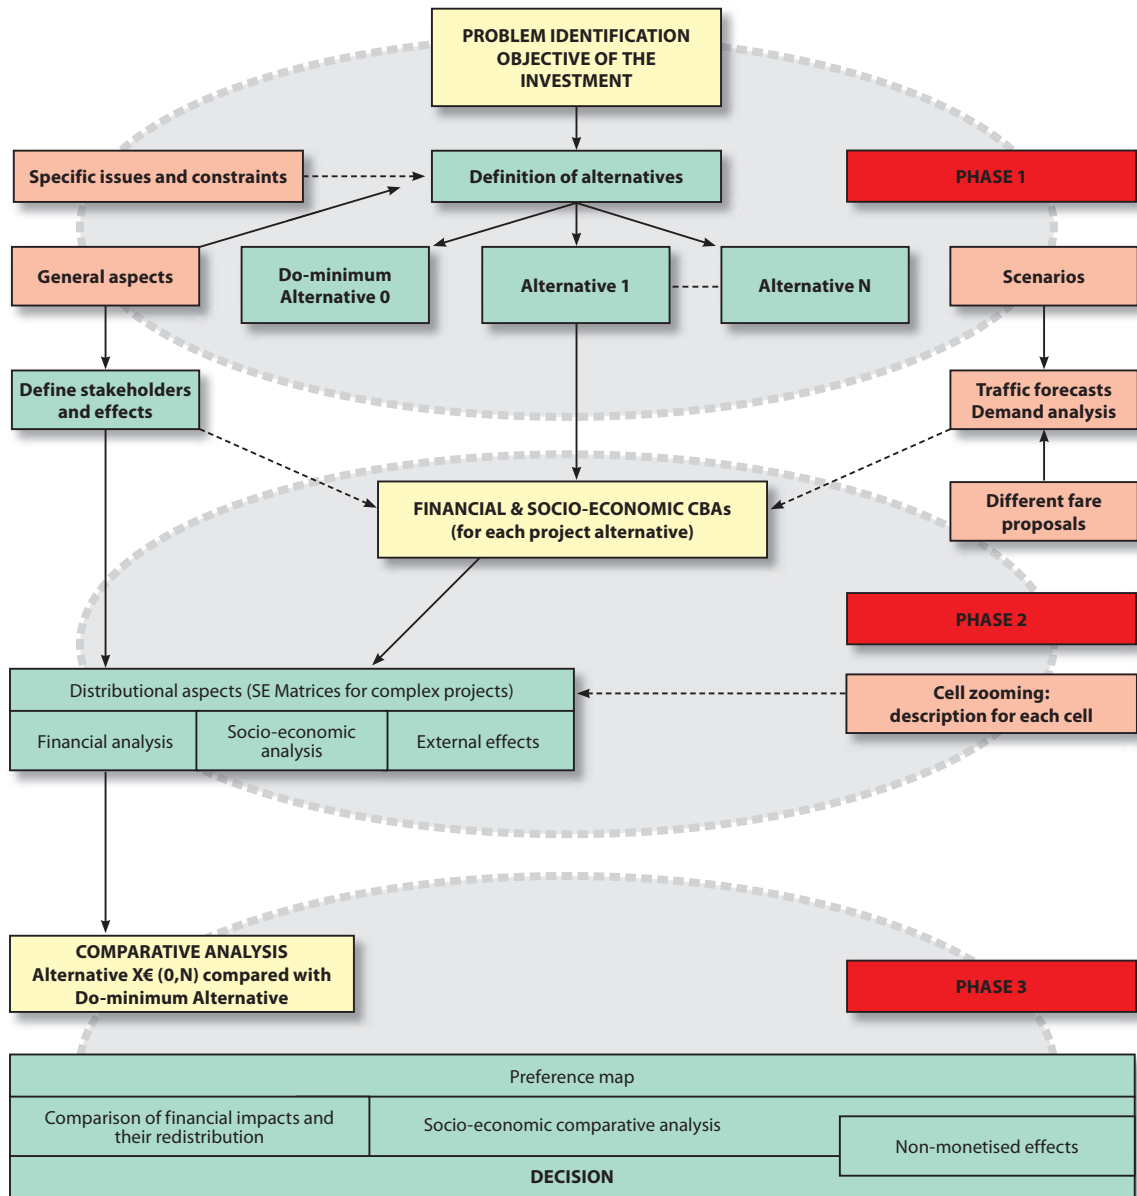 PROBLEM IDENTIFICATION
OBJECTIVE OF THE
INVESTMENT
Specific issues and constraints
Definition of alternatives
PHASE 1
General aspects
Do-minimum
Alternative 0
Alternative 1
Alternative N
Scenarios
Define stakeholders
and effects
Traffic forecasts
Demand analysis
FINANCIAL & SOCIO-ECONOMIC CBAs
(for each project alternative)
Different fare
proposals
PHASE 2
Distributional aspects (SE Matrices for complex projects)
Cell zooming:
description for each cell
Financial analysis
Socio-economic
analysis
External effects
COMPARATIVE ANALYSIS
Alternative X€ (0,N) compared with
Do-minimum Alternative
PHASE 3
Preference map
Comparison of financial impacts and
their redistribution
Socio-economic comparative analysis
Non-monetised effects
DECISION